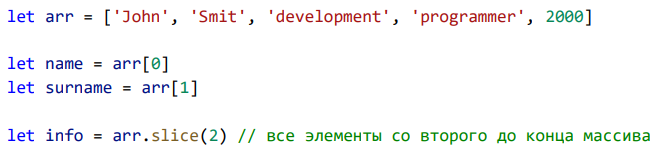 let arr = ['John', 'Smit', 'development', 'programmer', 2000]
let name = arr[0]
let surname = arr[1]
let info = arr.slice(2) // все элементы со второго до конца массива